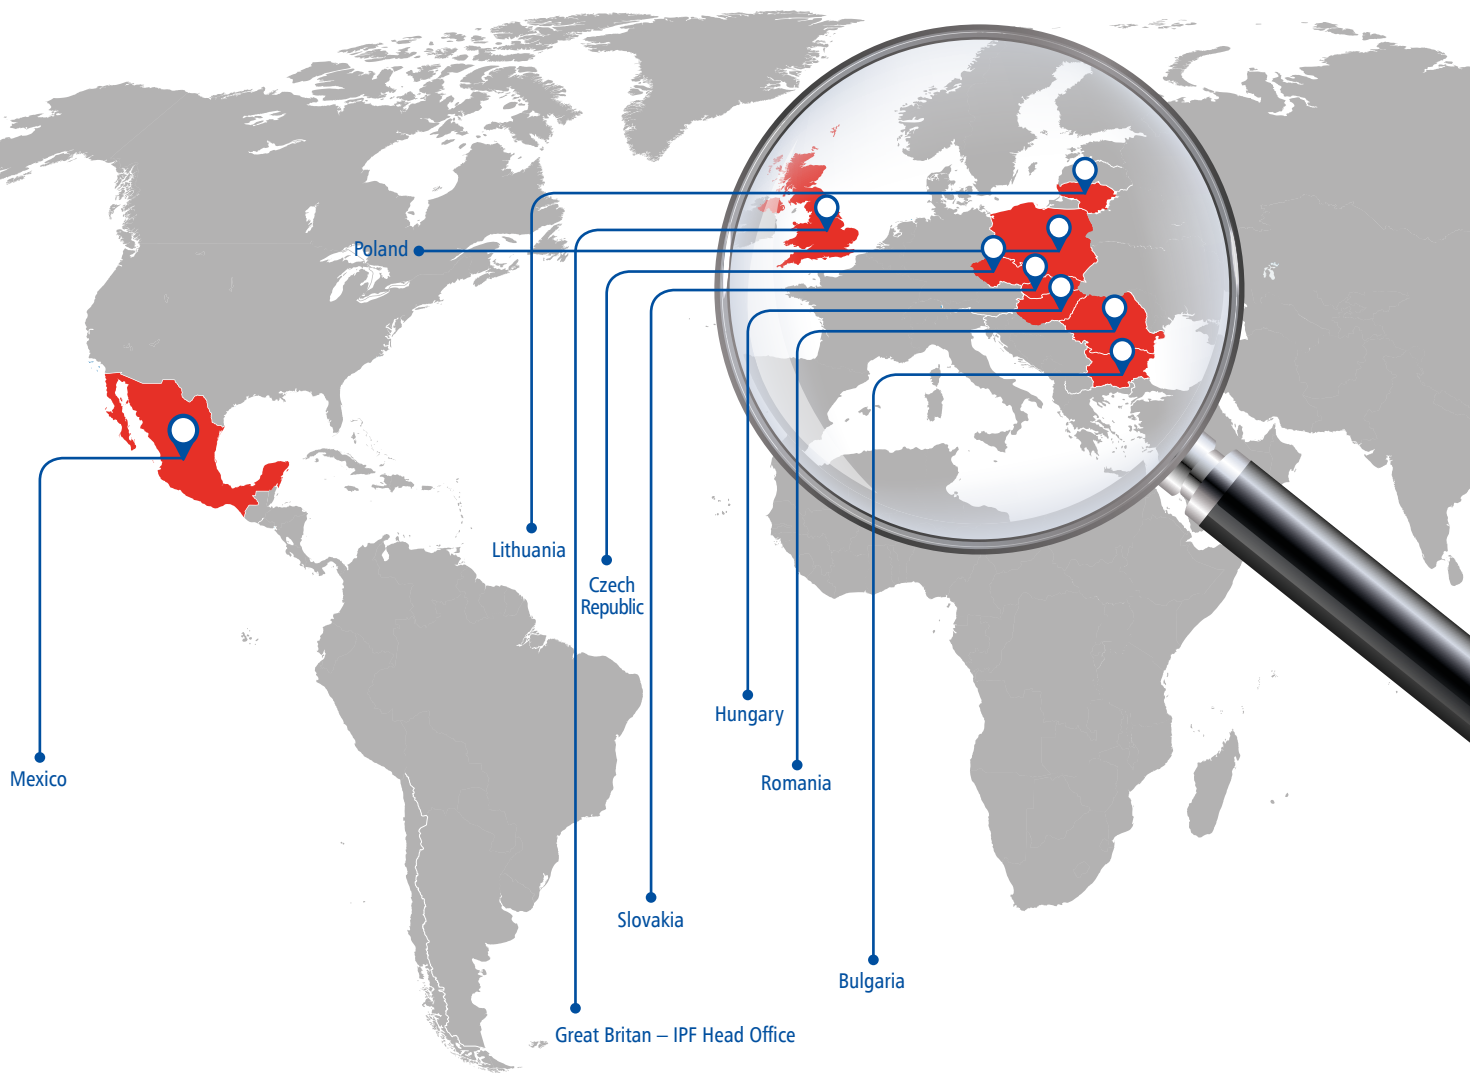 Poland
Lithuania
Czech
Republic
Hungary
Mexico
Romania
Slovakia
Bulgaria
Great Britan – IPF Head Office